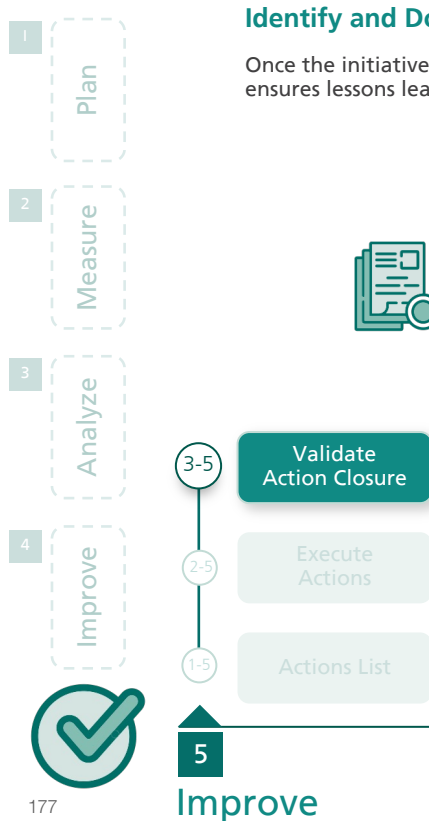 Identify and Do
Once the initiative
ensures lessons lea
1
Plan
2
Measure
3
Analyze
4
Improve
3-5
Validate
Action Closure
2-5
Execute
Actions
1-5
Actions List
5
Improve
177